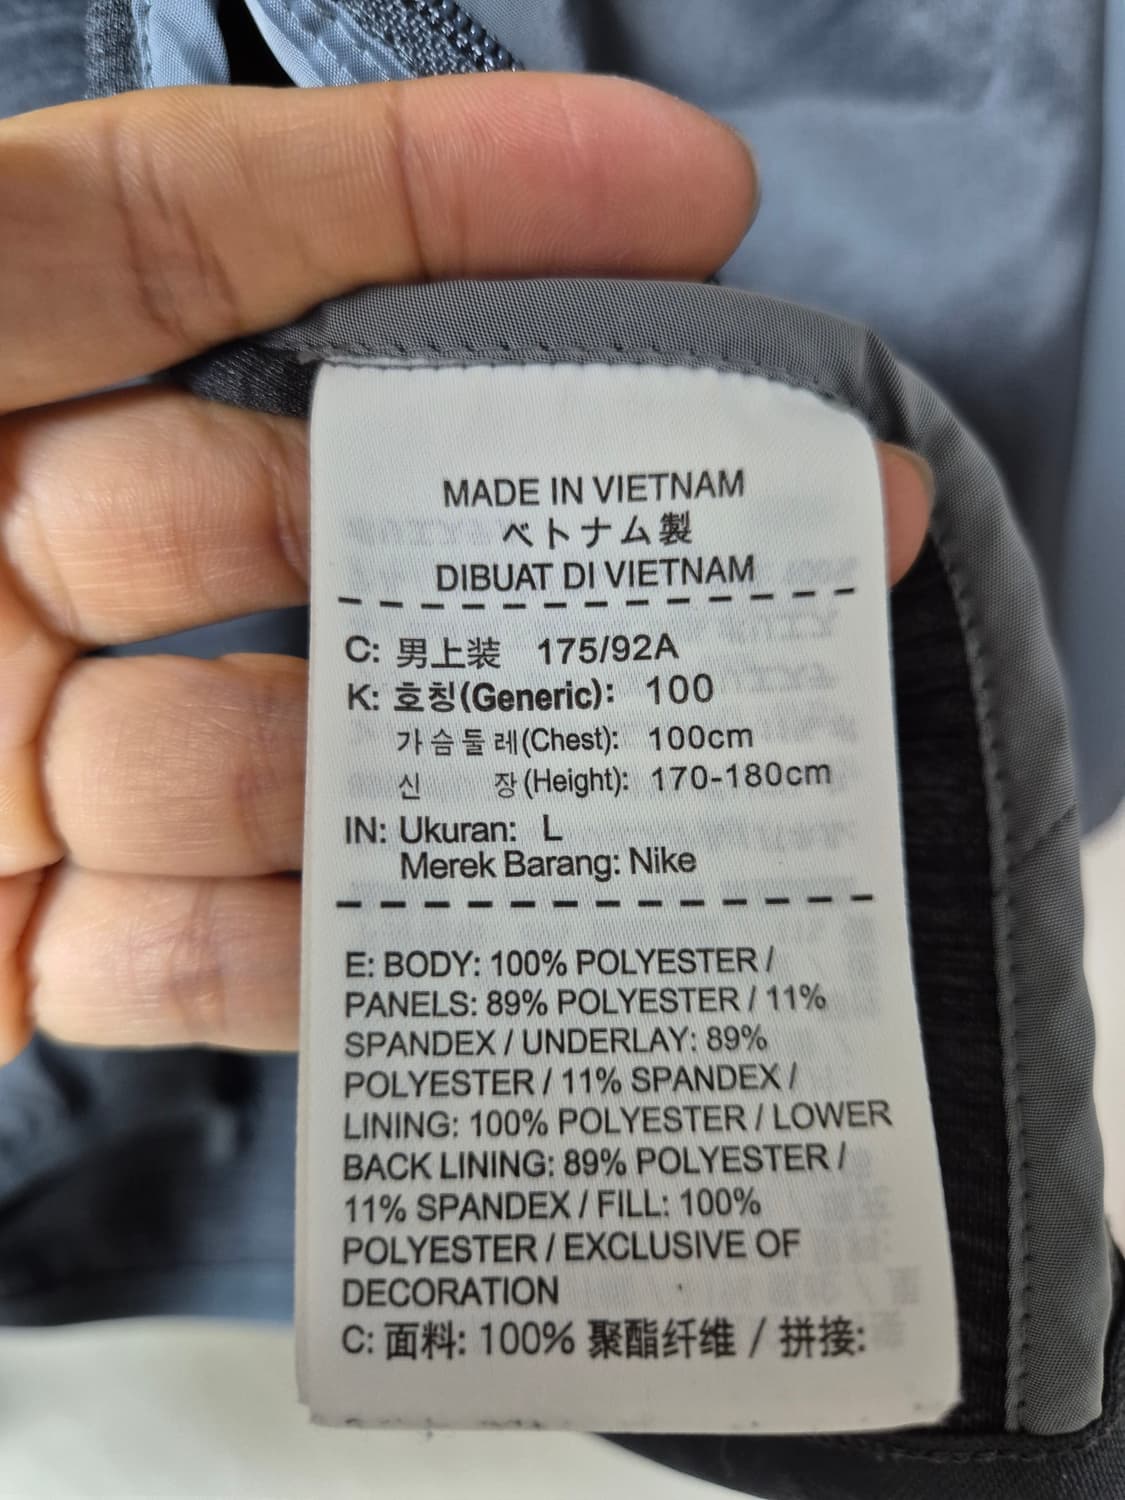 MADE IN VIETNAM
ベトナム製
DIBUAT DI VIETNAM
C: 男上装 175/92A
K: 호칭(Generic): 100
가슴둘레(Chest): 100cm
신 장(Height): 170-180cm
IN: Ukuran: L
Merek Barang: Nike
E: BODY: 100% POLYESTER /
PANELS: 89% POLYESTER / 11%
SPANDEX / UNDERLAY: 89%
POLYESTER / 11% SPANDEX /
LINING: 100% POLYESTER / LOWER
BACK LINING: 89% POLYESTER /
11% SPANDEX / FILL: 100%
POLYESTER / EXCLUSIVE OF
DECORATION
C: 面料: 100% 聚酯纤维 / 拼接: